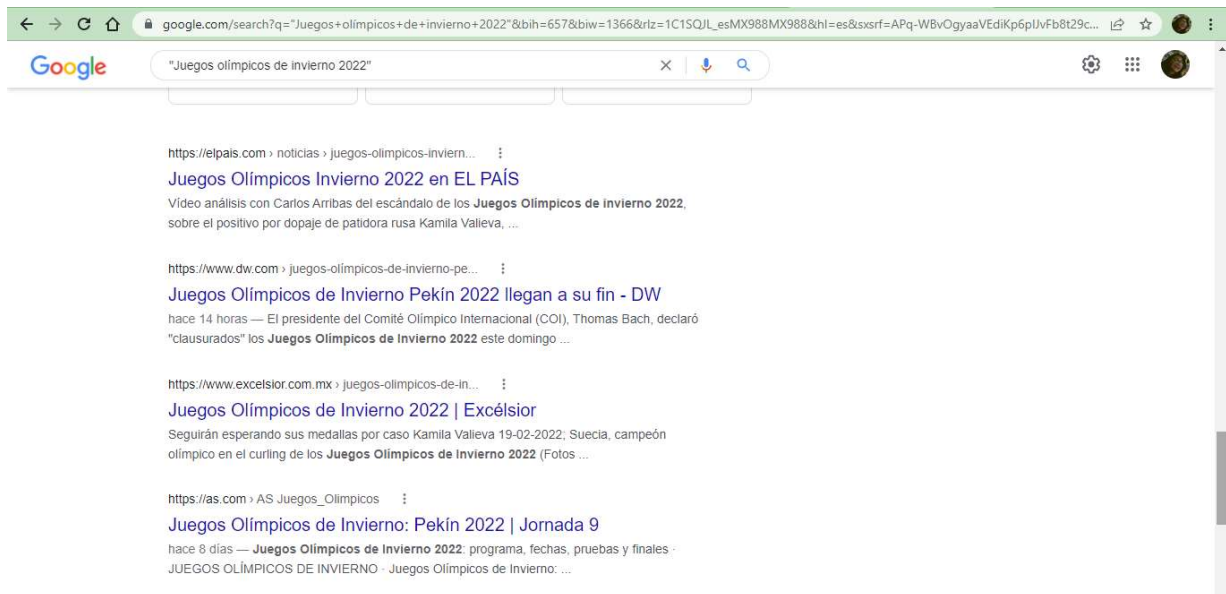 google.com/search?q="Juegos+olímpicos+de+invierno+2022"&bih=657&biw=1366&rlz=1C1SQJL_esMX988MX988&hl=es&sxsrf=APq-WBvOgyaaVEdiKp6plJvFb8t29c...
Google
"Juegos olímpicos de invierno 2022"
https://elpais.com › noticias › juegos-olimpicos-inviern...
Juegos Olímpicos Invierno 2022 en EL PAÍS
Vídeo análisis con Carlos Arribas del escándalo de los Juegos Olímpicos de invierno 2022,
sobre el positivo por dopaje de patidora rusa Kamila Valieva, ...
https://www.dw.com › juegos-olímpicos-de-invierno-pe...
Juegos Olímpicos de Invierno Pekín 2022 llegan a su fin - DW
hace 14 horas — El presidente del Comité Olímpico Internacional (COI), Thomas Bach, declaró
"clausurados" los Juegos Olímpicos de Invierno 2022 este domingo ...
https://www.excelsior.com.mx › juegos-olimpicos-de-in...
Juegos Olímpicos de Invierno 2022 | Excélsior
Seguirán esperando sus medallas por caso Kamila Valieva 19-02-2022; Suecia, campeón
olímpico en el curling de los Juegos Olímpicos de Invierno 2022 (Fotos ...
https://as.com › AS Juegos_Olimpicos
Juegos Olímpicos de Invierno: Pekín 2022 | Jornada 9
hace 8 días — Juegos Olímpicos de Invierno 2022: programa, fechas, pruebas y finales ·
JUEGOS OLÍMPICOS DE INVIERNO · Juegos Olímpicos de Invierno: ...